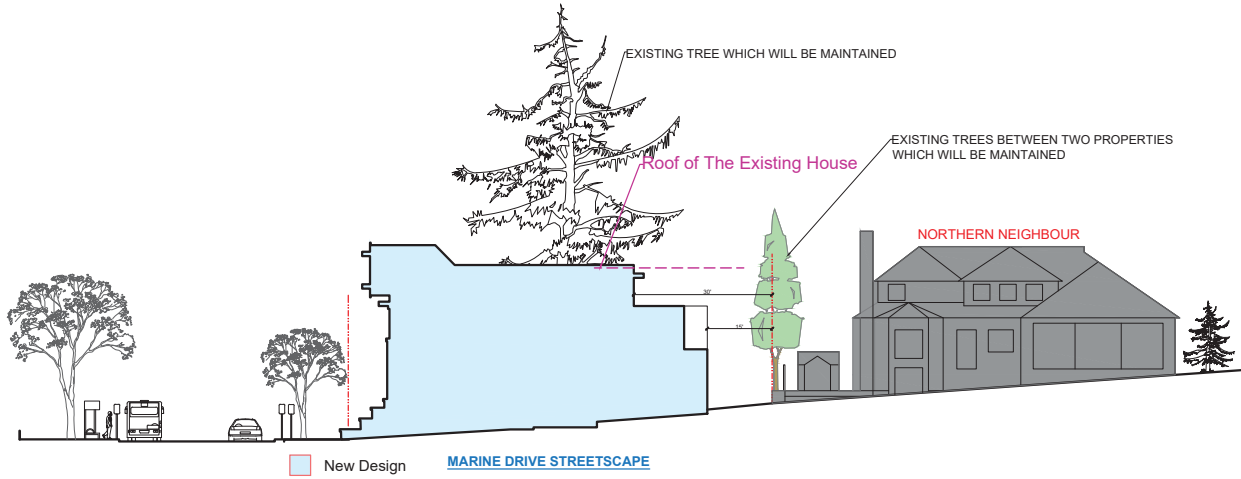 EXISTING TREE WHICH WILL BE MAINTAINED
EXISTING TREES BETWEEN TWO PROPERTIES
WHICH WILL BE MAINTAINED
Roof of The Existing House
NORTHERN NEIGHBOUR
30'
15'
New Design
MARINE DRIVE STREETSCAPE